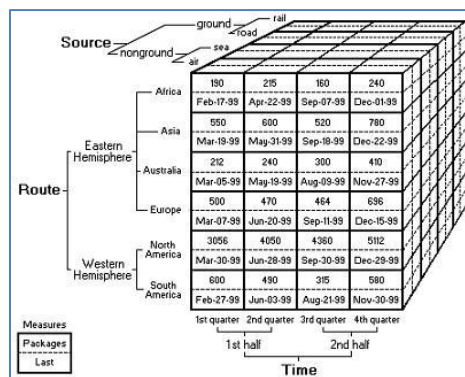 rail
ground
road
Source
sea
nonground
air
190 215 160 240
Africa
Feb-17-99 Apr-22-99 Sep-07-99 Dec-01-99
550 600 520 780
Asia
Mar-19-99 May-31-99 Sep-18-99 Dec-22-99
Eastern
Hemisphere
212 240 300 410
Australia
Mar-05-99 May-19-99 Aug-09-99 Nov-27-99
Route
500 470 464 696
Europe
Mar-07-99 Jun-20-99 Sep-11-99 Dec-15-99
3056 4050 4360 5112
North
America
Mar-30-99 Jun-28-99 Sep-30-99 Dec-29-99
Western
Hemisphere
600 490 315 580
South
America
Feb-27-99 Jun-03-99 Aug-21-99 Nov-30-99
Measures
Packages
Last
1st quarter 2nd quarter 3rd quarter 4th quarter
1st half 2nd half
Time